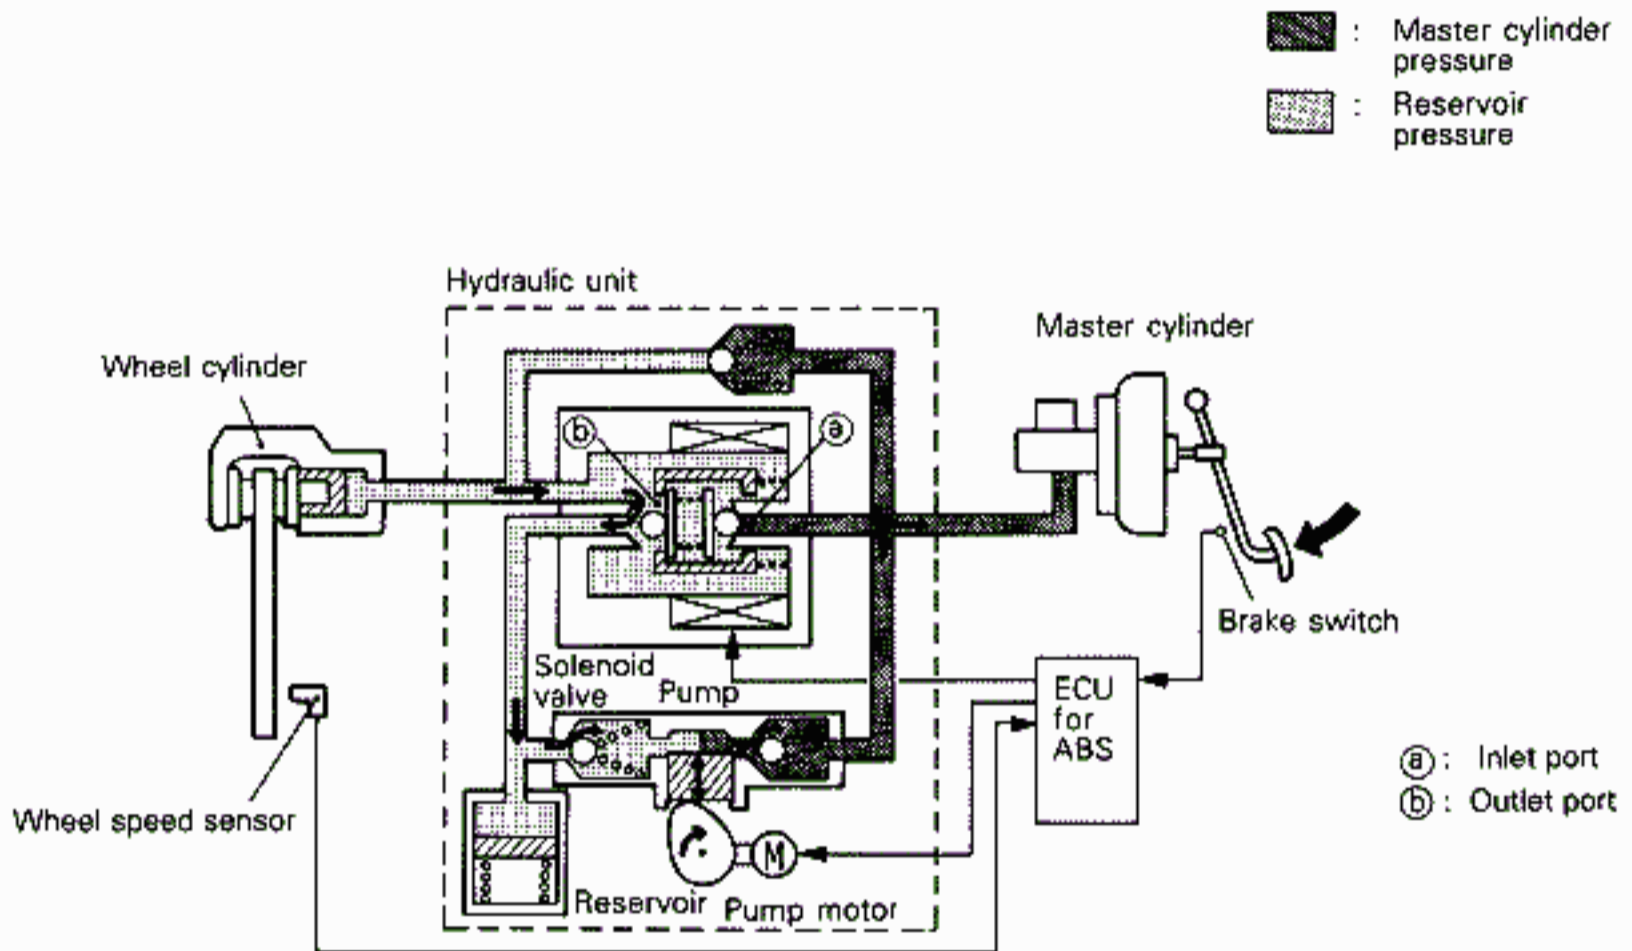 : Master cylinder
pressure
: Reservoir
pressure
Hydraulic unit
Master cylinder
Wheel cylinder
ⓑ
ⓐ
Brake switch
Solenoid
valve
Pump
ECU
for
ABS
ⓐ : Inlet port
ⓑ : Outlet port
Wheel speed sensor
M
Reservoir
Pump motor